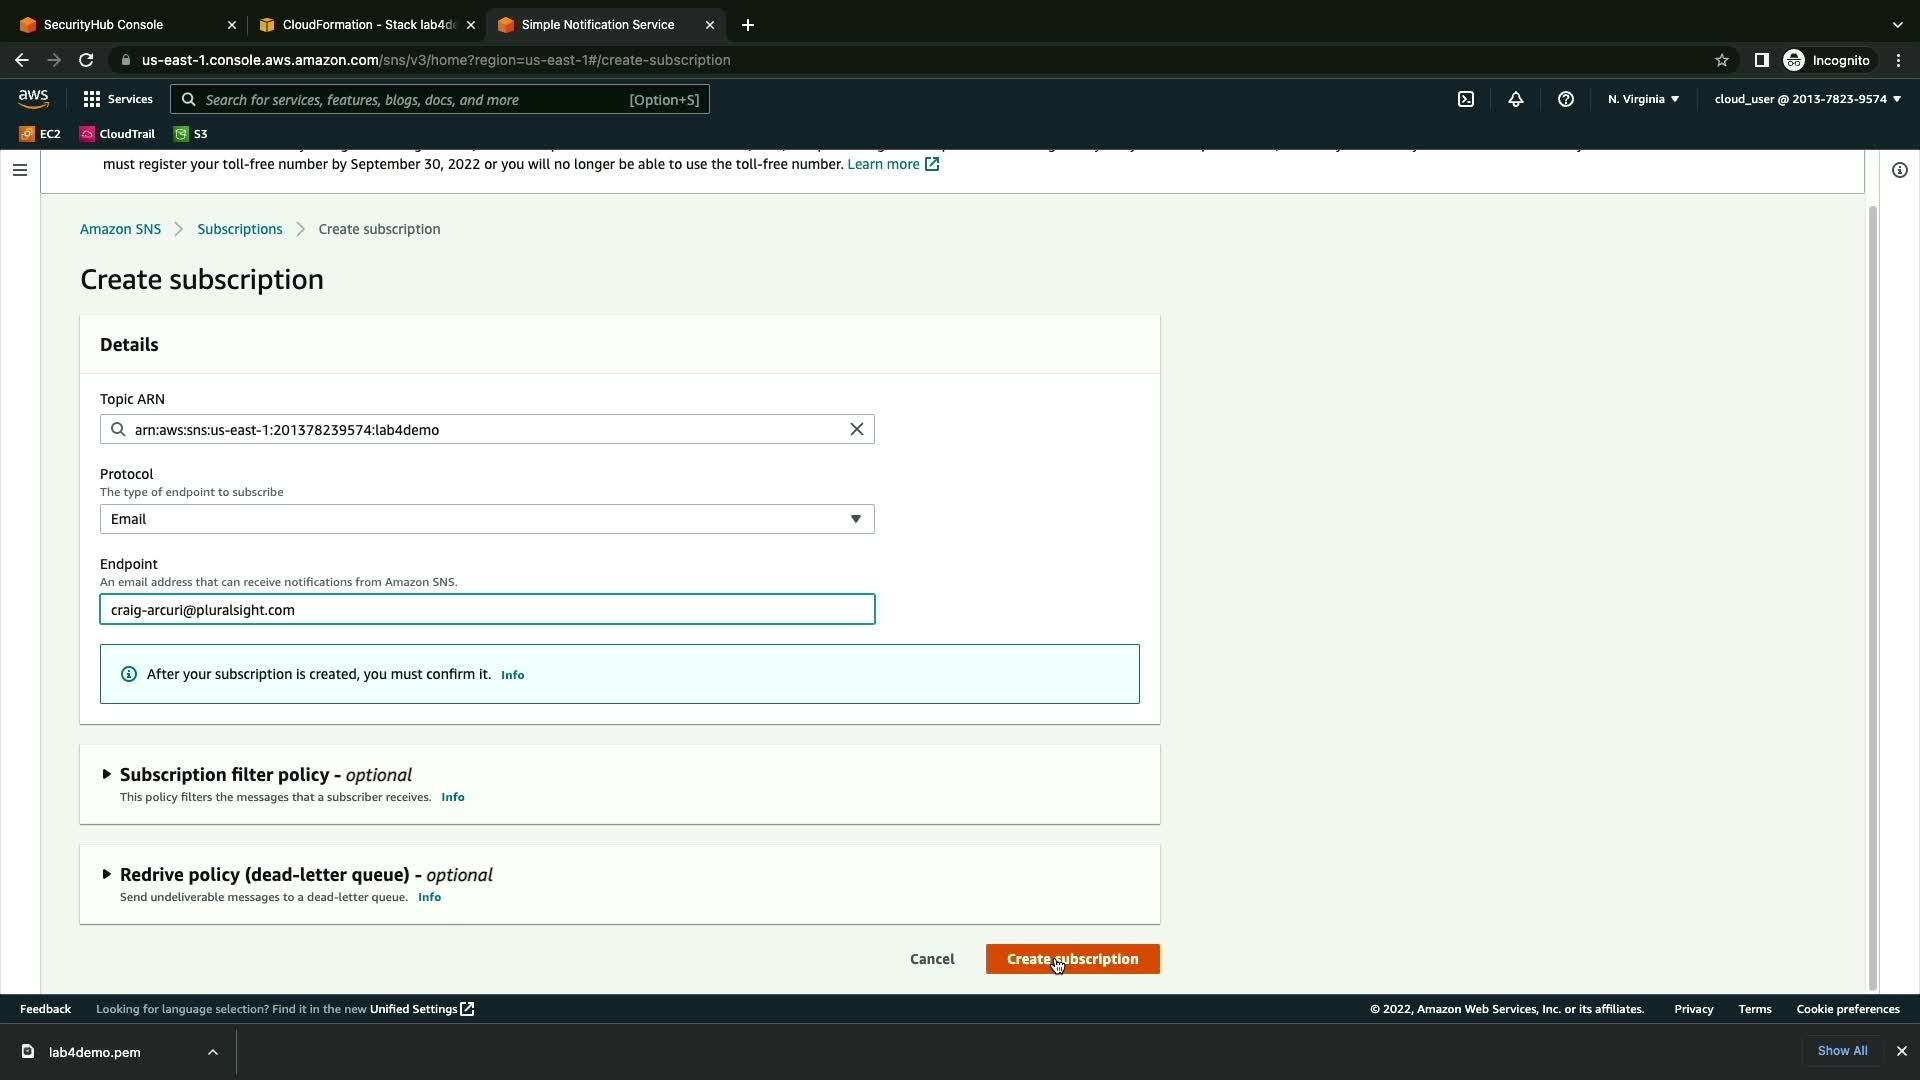 SecurityHub Console
CloudFormation - Stack lab4de
Simple Notification Service
us-east-1.console.aws.amazon.com/sns/v3/home?region=us-east-1#/create-subscription
Incognito
aws
Services
Search for services, features, blogs, docs, and more
[Option+S]
N. Virginia
cloud_user @ 2013-7823-9574
EC2
CloudTrail
S3
must register your toll-free number by September 30, 2022 or you will no longer be able to use the toll-free number. Learn more
Amazon SNS
Subscriptions
Create subscription
Create subscription
Details
Topic ARN
arn:aws:sns:us-east-1:201378239574:lab4demo
Protocol
The type of endpoint to subscribe
Email
Endpoint
An email address that can receive notifications from Amazon SNS.
craig-arcuri@pluralsight.com
After your subscription is created, you must confirm it. Info
Subscription filter policy - optional
This policy filters the messages that a subscriber receives. Info
Redrive policy (dead-letter queue) - optional
Send undeliverable messages to a dead-letter queue. Info
Cancel
Create subscription
Feedback
Looking for language selection? Find it in the new Unified Settings
© 2022, Amazon Web Services, Inc. or its affiliates.
Privacy
Terms
Cookie preferences
lab4demo.pem
Show All